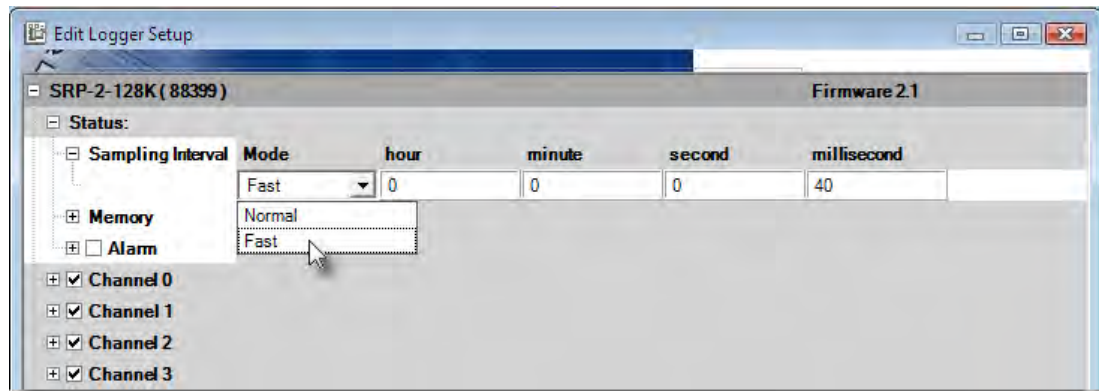 Edit Logger Setup
SRP-2-128K ( 88399 ) Firmware 2.1
Status:
Sampling Interval Mode hour minute second millisecond
Fast 0 0 0 40
Memory Normal
Alarm Fast
Channel 0
Channel 1
Channel 2
Channel 3